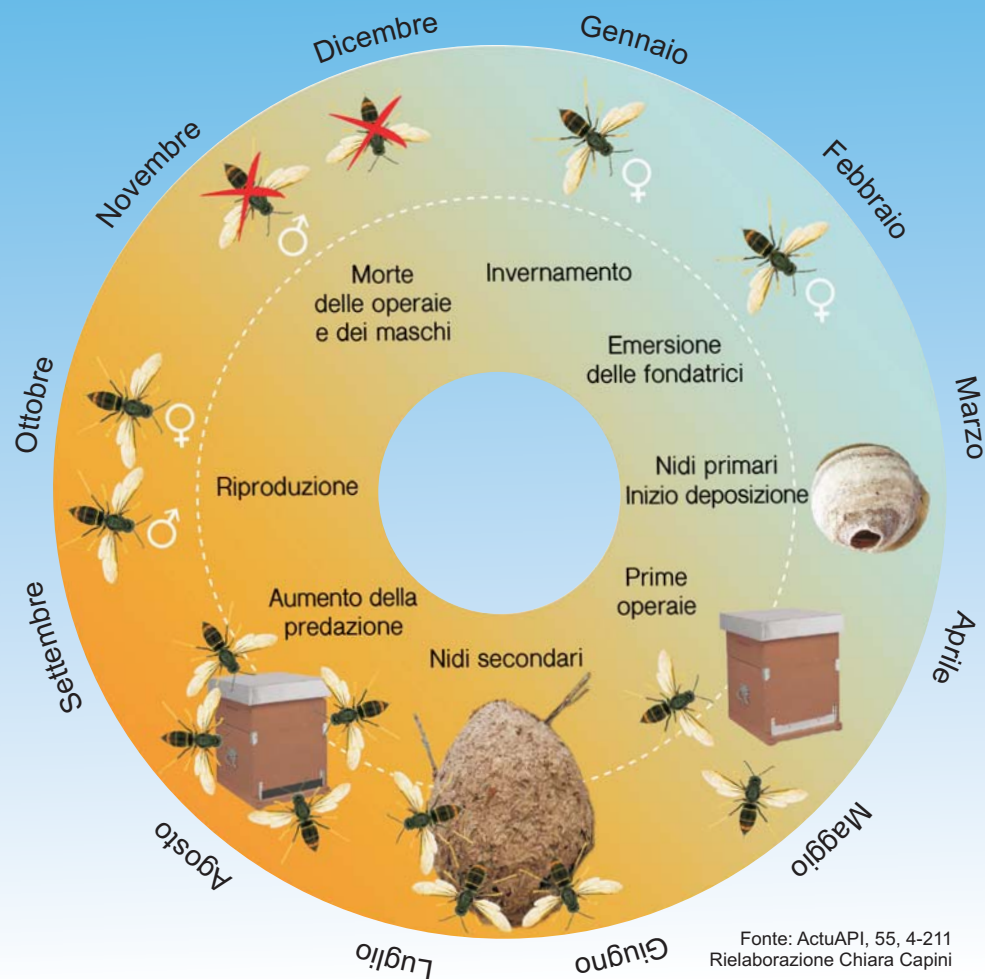 Dicembre
Gennaio
Novembre
Febbraio
Morte
delle operaie
e dei maschi
Invernamento
Emersione
delle fondatrici
Ottobre
Marzo
Riproduzione
Nidi primari
Inizio deposizione
Prime
operaie
Aumento della
predazione
Nidi secondari
Settembre
Aprile
Agosto
Maggio
Luglio
Giugno
Fonte: ActuAPI, 55, 4-211
Rielaborazione Chiara Capini